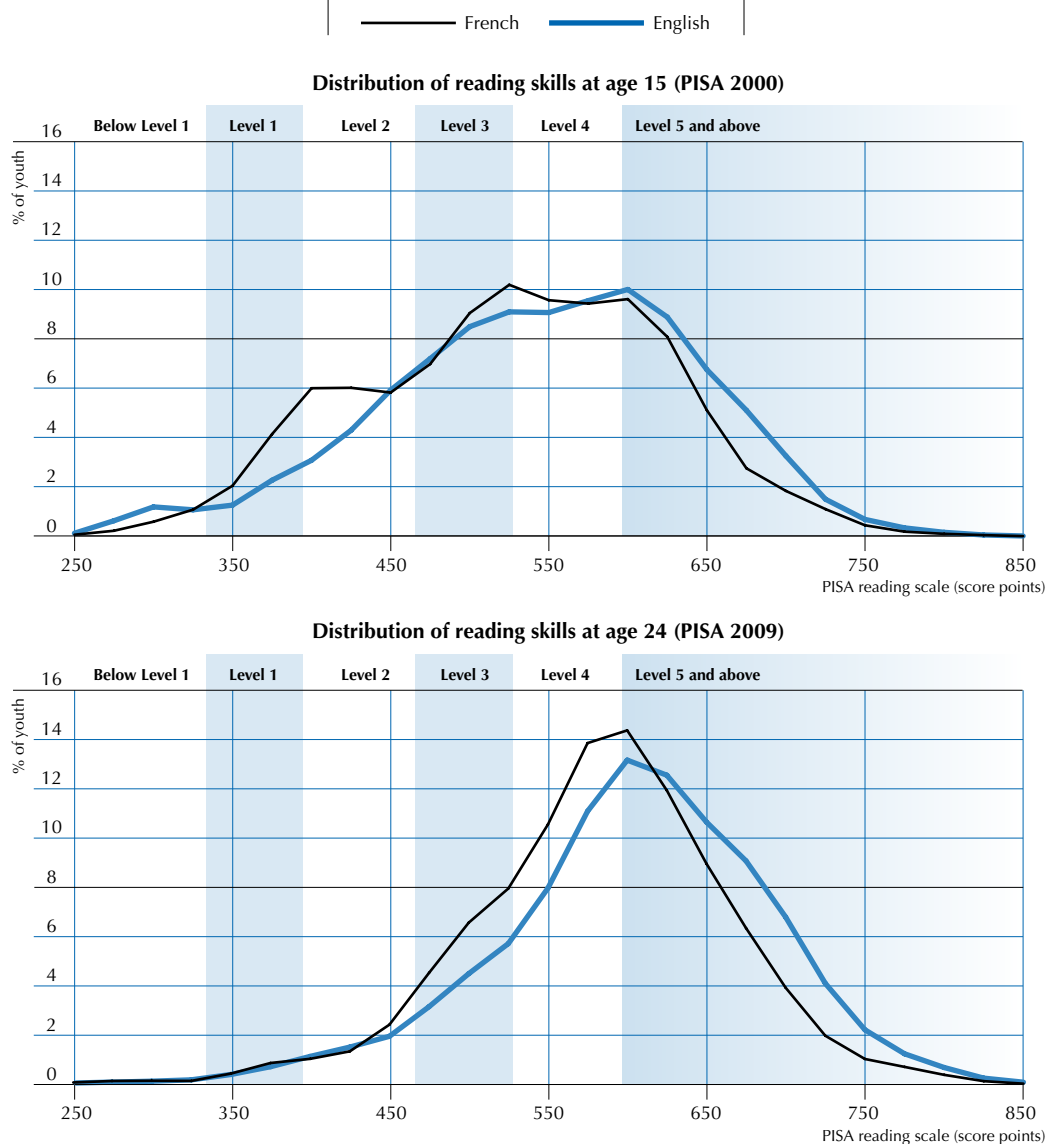 French English
Distribution of reading skills at age 15 (PISA 2000)
Below Level 1 Level 1 Level 2 Level 3 Level 4 Level 5 and above
16
% of youth
14
12
10
8
6
4
2
0
250 350 450 550 650 750 850
PISA reading scale (score points)
Distribution of reading skills at age 24 (PISA 2009)
Below Level 1 Level 1 Level 2 Level 3 Level 4 Level 5 and above
16
% of youth
14
12
10
8
6
4
2
0
250 350 450 550 650 750 850
PISA reading scale (score points)